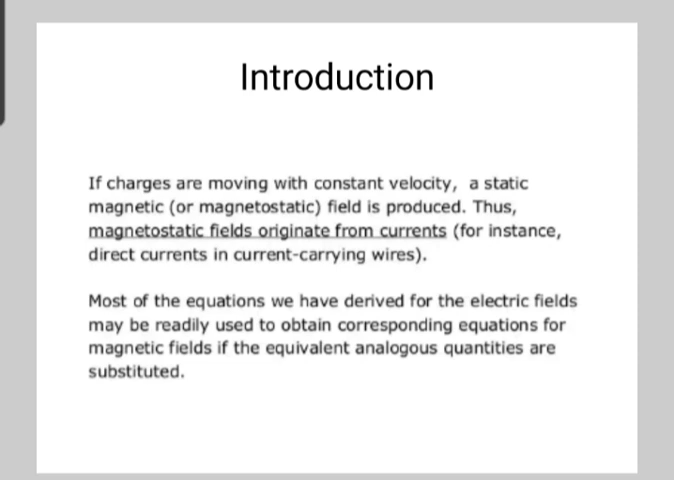 Introduction
If charges are moving with constant velocity, a static
magnetic (or magnetostatic) field is produced. Thus,
magnetostatic fields originate from currents (for instance,
direct currents in current-carrying wires).
Most of the equations we have derived for the electric fields
may be readily used to obtain corresponding equations for
magnetic fields if the equivalent analogous quantities are
substituted.